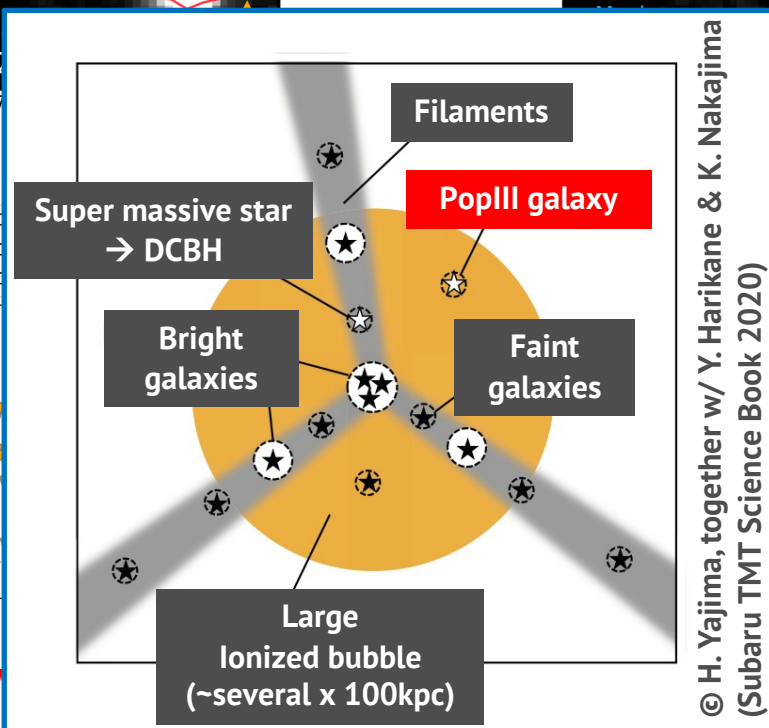 Filaments
Super massive star
→ DCBH
PopIII galaxy
Bright
galaxies
Faint
galaxies
Large
Ionized bubble
(~several x 100kpc)
© H. Yajima, together w/ Y. Harikane & K. Nakajima
(Subaru TMT Science Book 2020)